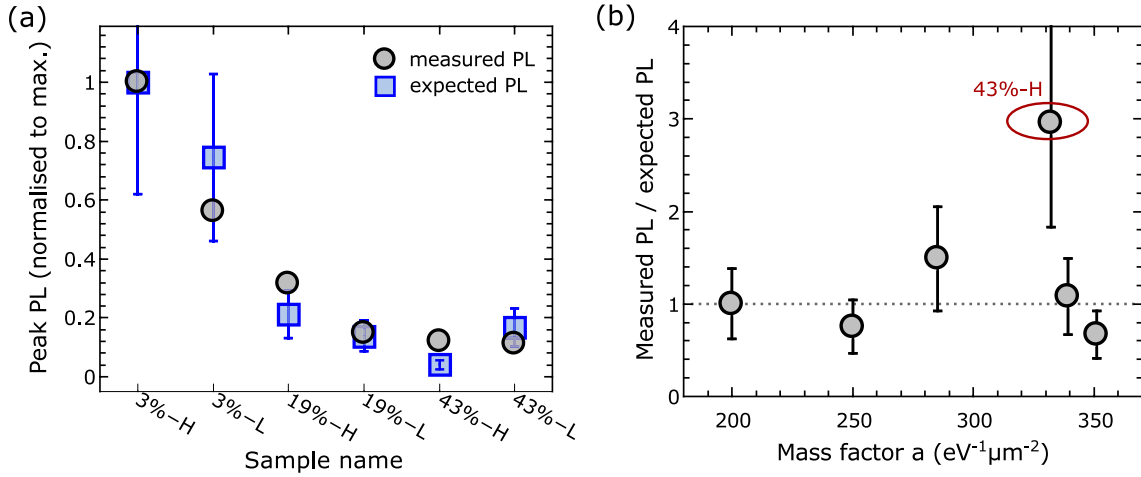 (a)
Peak PL (normalised to max.)
1
0.8
0.6
0.4
0.2
0
measured PL
expected PL
3%−H
3%−L
19%−H
19%−L
43%−H
43%−L
Sample name
(b)
Measured PL / expected PL
4
3
2
1
0
43%-H
200
250
300
350
Mass factor a (eV⁻¹μm⁻²)